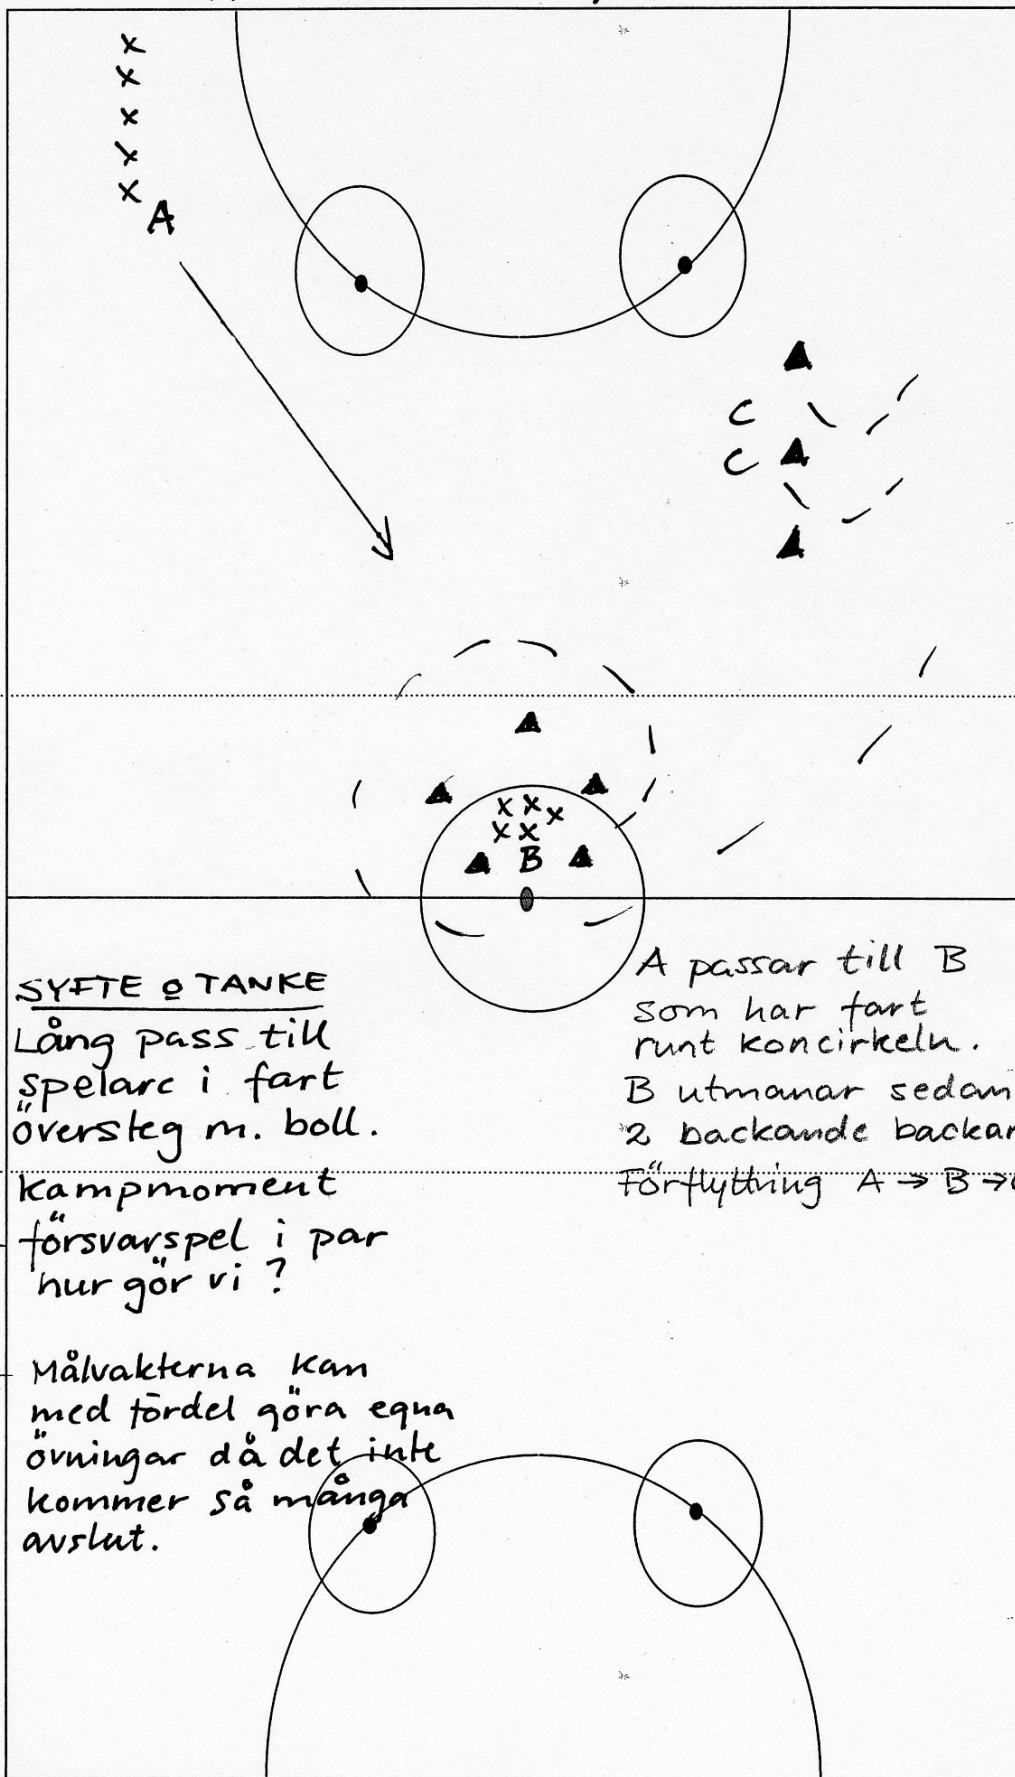 A
C
C
B
SYFTE o TANKE
Lång pass till
spelare i fart
översteg m. boll.
kampmoment
försvarspel i par
hur gör vi ?
Målvakterna kan
med fördel göra egna
övningar då det inte
kommer så många
avslut.
A passar till B
som har fart
runt koncirkeln.
B utmanar sedan
2 backande backar
Förflyttning A → B →